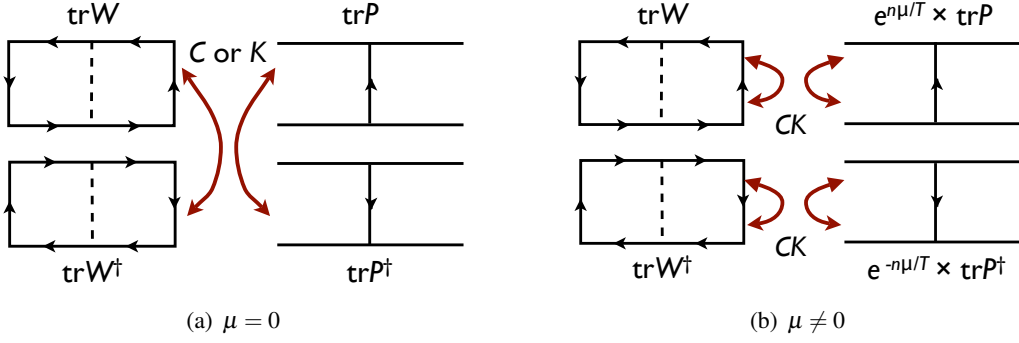 trW
C or K
trP
trW†
trP†
(a) μ = 0
trW
e^{nμ/T} × trP
CK
CK
trW†
e^{-nμ/T} × trP†
(b) μ ≠ 0